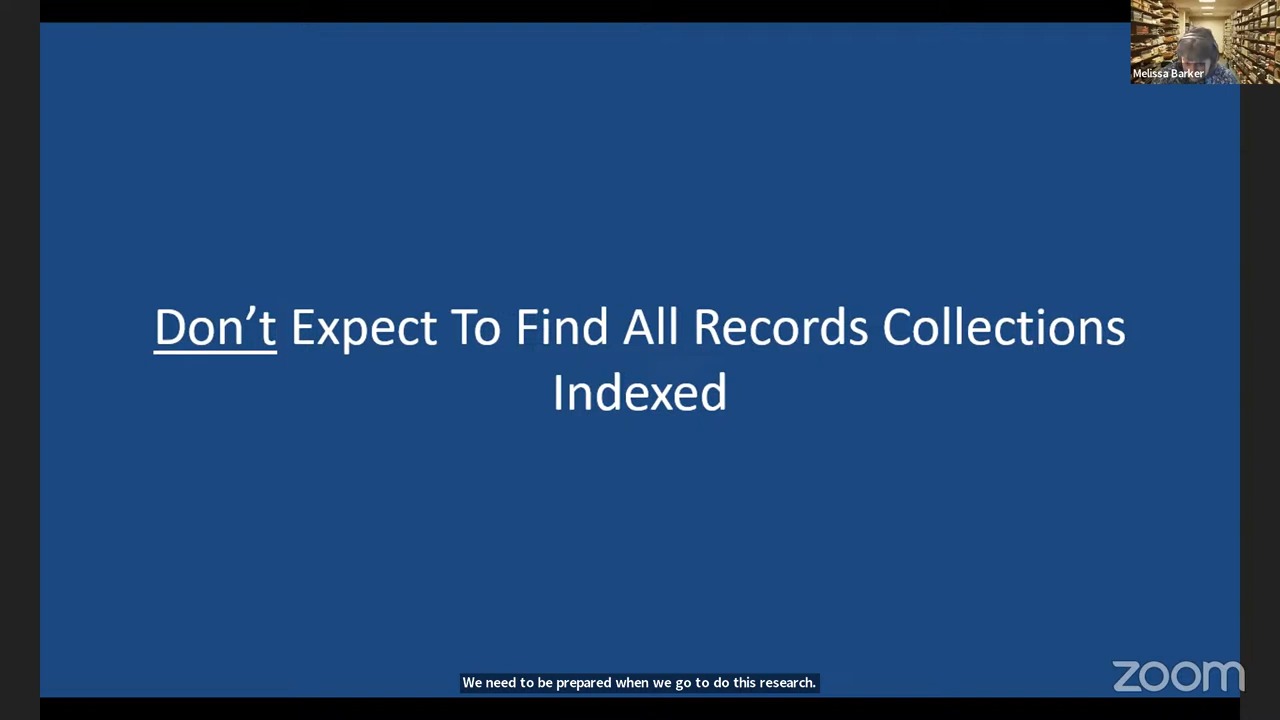 Melissa Barker
Don’t Expect To Find All Records Collections
Indexed
We need to be prepared when we go to do this research.
zoom